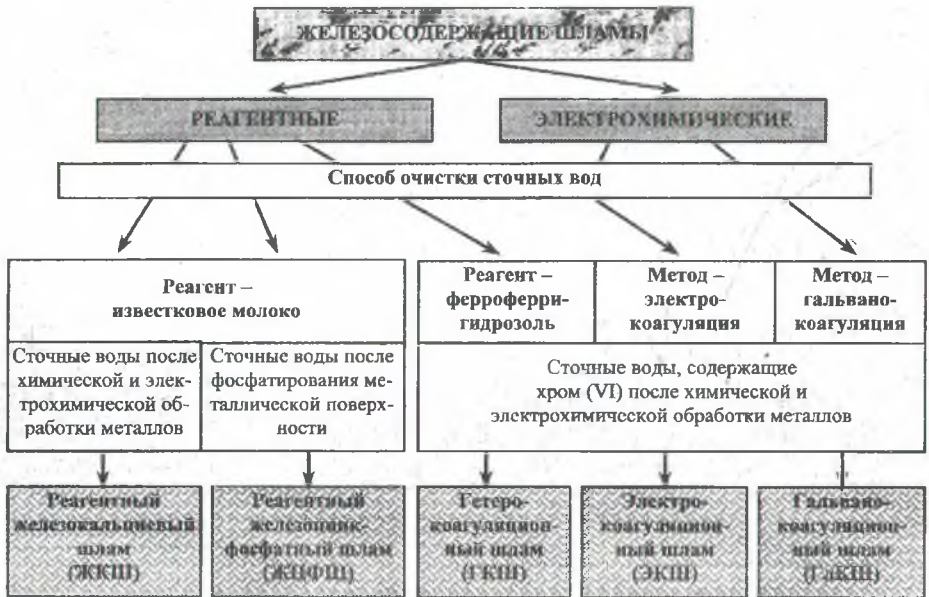 ЖЕЛЕЗОСОДЕРЖАЩИЕ ШЛАМЫ
РЕАГЕНТНЫЕ
ЭЛЕКТРОХИМИЧЕСКИЕ
Способ очистки сточных вод
Реагент –
известковое молоко
Реагент –
ферроферри-
гидрозоль
Метод –
электро-
коагуляция
Метод –
гальвано-
коагуляция
Сточные воды после
химической и элек-
трохимической об-
работки металлов
Сточные воды после
фосфатирования ме-
таллической поверх-
ности
Сточные воды, содержащие
хром (VI) после химической и
электрохимической обработки металлов
Реагентный
железокальциевый
шлам
(ЖКШ)
Реагентный
железоцинк-
фосфатный шлам
(ЖЦФШ)
Гетеро-
коагуляцион-
ный шлам
(ГКШ)
Электро-
коагуляцион-
ный шлам
(ЭКШ)
Гальвано-
коагуляцион-
ный шлам
(ГлКШ)